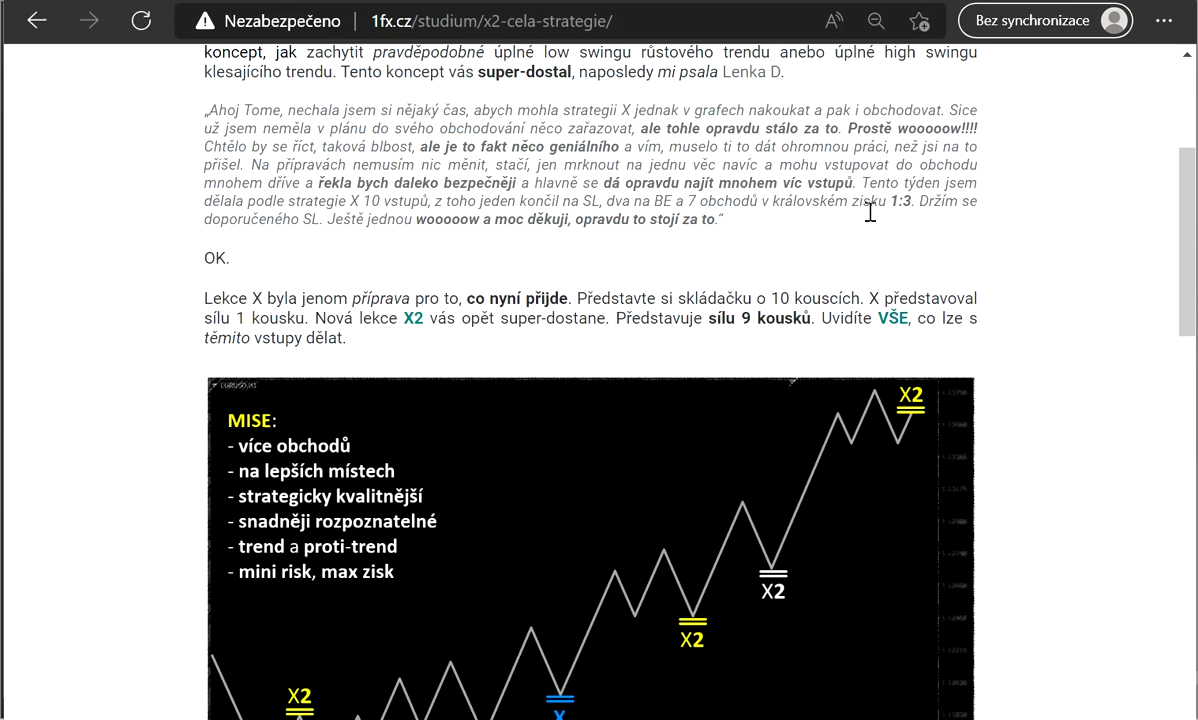 Nezabezpečeno
1fx.cz/studium/x2-cela-strategie/
Bez synchronizace
koncept, jak zachytit pravděpodobné úplné low swingu růstového trendu anebo úplné high swingu
klesajícího trendu. Tento koncept vás super-dostal, naposledy mi psala Lenka D.
„Ahoj Tome, nechala jsem si nějaký čas, abych mohla strategii X jednak v grafech nakoukat a pak i obchodovat. Sice
už jsem neměla v plánu do svého obchodování něco zařazovat, ale tohle opravdu stálo za to. Prostě wooooow!!!!
Chtělo by se říct, taková blbost, ale je to fakt něco geniálního a vím, muselo ti to dát ohromnou práci, než jsi na to
přišel. Na přípravách nemusím nic měnit, stačí, jen mrknout na jednu věc navíc a mohu vstupovat do obchodu
mnohem dříve a řekla bych daleko bezpečněji a hlavně se dá opravdu najít mnohem víc vstupů. Tento týden jsem
dělala podle strategie X 10 vstupů, z toho jeden končil na SL, dva na BE a 7 obchodů v královském zisku 1:3. Držím se
doporučeného SL. Ještě jednou wooooow a moc děkuji, opravdu to stojí za to.“
OK.
Lekce X byla jenom příprava pro to, co nyní přijde. Představte si skládačku o 10 kouscích. X představoval
sílu 1 kousku. Nová lekce X2 vás opět super-dostane. Představuje sílu 9 kousků. Uvidíte VŠE, co lze s
těmito vstupy dělat.
EURUSD,H1
MISE:
- více obchodů
- na lepších místech
- strategicky kvalitnější
- snadněji rozpoznatelné
- trend a proti-trend
- mini risk, max zisk
X2
X2
X2
X2
X